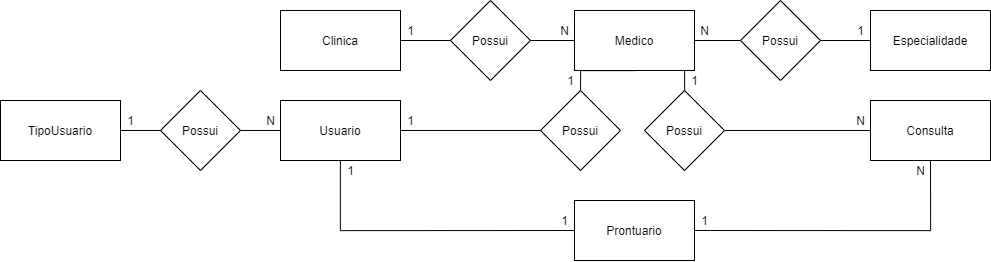 Clinica 1 Possui N Medico N Possui 1 Especialidade
1 1
TipoUsuario 1 Possui N Usuario 1 Possui Possui N Consulta
1 N
1 Prontuario 1